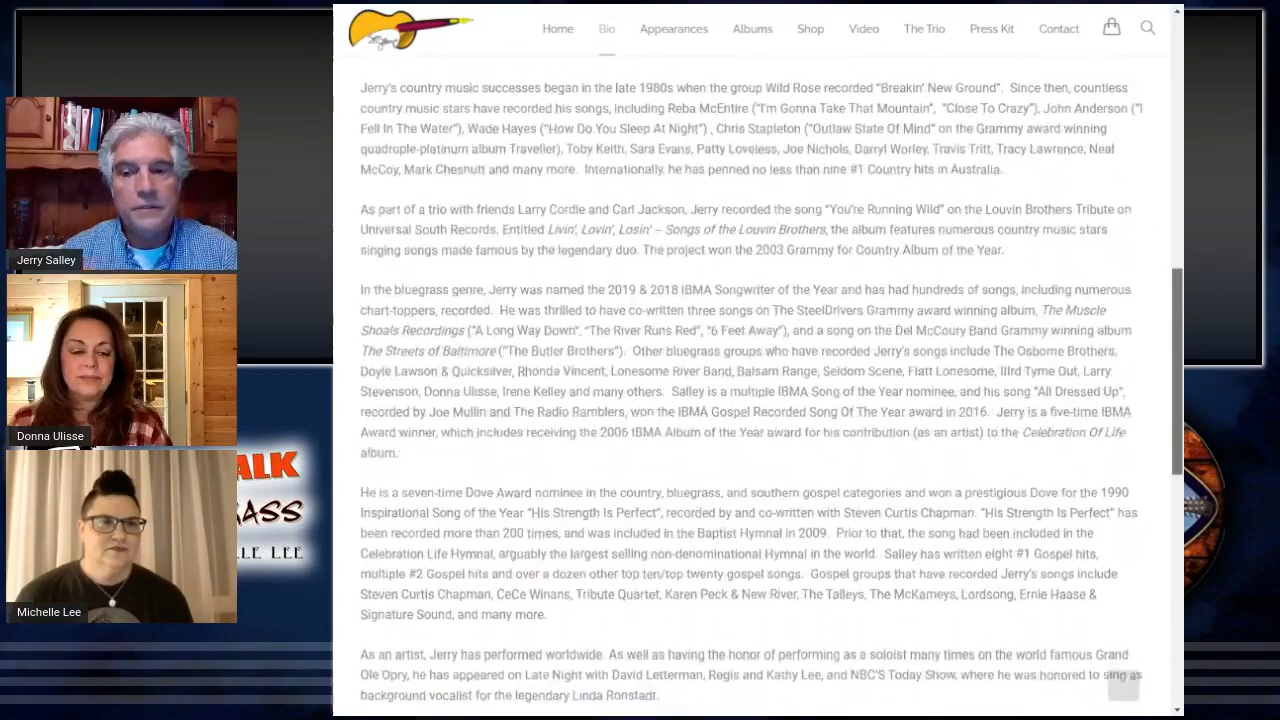 Home Bio Appearances Albums Shop Video The Trio Press Kit Contact
Jerry's country music successes began in the late 1980s when the group Wild Rose recorded "Breakin' New Ground". Since then, countless
country music stars have recorded his songs, including Reba McEntire ("I'm Gonna Take That Mountain", "Close To Crazy"), John Anderson ("I
Fell In The Water"), Wade Hayes ("How Do You Sleep At Night") , Chris Stapleton ("Outlaw State Of Mind" on the Grammy award winning
quadruple-platinum album Traveller), Toby Keith, Sara Evans, Patty Loveless, Joe Nichols, Darryl Worley, Travis Tritt, Tracy Lawrence, Neal
McCoy, Mark Chesnutt and many more. Internationally, he has penned no less than nine #1 Country hits in Australia.
As part of a trio with friends Larry Cordle and Carl Jackson, Jerry recorded the song "You're Running Wild" on the Louvin Brothers Tribute on
Universal South Records. Entitled Livin', Lovin', Losin' – Songs of the Louvin Brothers, the album features numerous country music stars
singing songs made famous by the legendary duo. The project won the 2003 Grammy for Country Album of the Year.
In the bluegrass genre, Jerry was named the 2019 & 2018 IBMA Songwriter of the Year and has had hundreds of songs, including numerous
chart-toppers, recorded. He was thrilled to have co-written three songs on The SteelDrivers Grammy award winning album, The Muscle
Shoals Recordings ("A Long Way Down", "The River Runs Red", "6 Feet Away"), and a song on the Del McCoury Band Grammy winning album
The Streets of Baltimore ("The Butler Brothers"). Other bluegrass groups who have recorded Jerry's songs include The Osborne Brothers,
Doyle Lawson & Quicksilver, Rhonda Vincent, Lonesome River Band, Balsam Range, Seldom Scene, Flatt Lonesome, IIIrd Tyme Out, Larry
Stevenson, Donna Ulisse, Irene Kelley and many others. Salley is a multiple IBMA Song of the Year nominee, and his song "All Dressed Up",
recorded by Joe Mullin and The Radio Ramblers, won the IBMA Gospel Recorded Song Of The Year award in 2016. Jerry is a five-time IBMA
Award winner, which includes receiving the 2006 IBMA Album of the Year award for his contribution (as an artist) to the Celebration Of Life
album.
He is a seven-time Dove Award nominee in the country, bluegrass, and southern gospel categories and won a prestigious Dove for the 1990
Inspirational Song of the Year "His Strength Is Perfect", recorded by and co-written with Steven Curtis Chapman. "His Strength Is Perfect" has
been recorded more than 200 times, and was included in the Baptist Hymnal in 2009. Prior to that, the song had been included in the
Celebration Life Hymnal, arguably the largest selling non-denominational Hymnal in the world. Salley has written eight #1 Gospel hits,
multiple #2 Gospel hits and over a dozen other top ten/top twenty gospel songs. Gospel groups that have recorded Jerry's songs include
Steven Curtis Chapman, CeCe Winans, Tribute Quartet, Karen Peck & New River, The Talleys, The McKameys, Lordsong, Ernie Haase &
Signature Sound, and many more.
As an artist, Jerry has performed worldwide. As well as having the honor of performing as a soloist many times on the world famous Grand
Ole Opry, he has appeared on Late Night with David Letterman, Regis and Kathy Lee, and NBC'S Today Show, where he was honored to sing as
background vocalist for the legendary Linda Ronstadt.
Jerry Salley
Donna Ulisse
Michelle Lee
ALK
RASS
LLE LEE